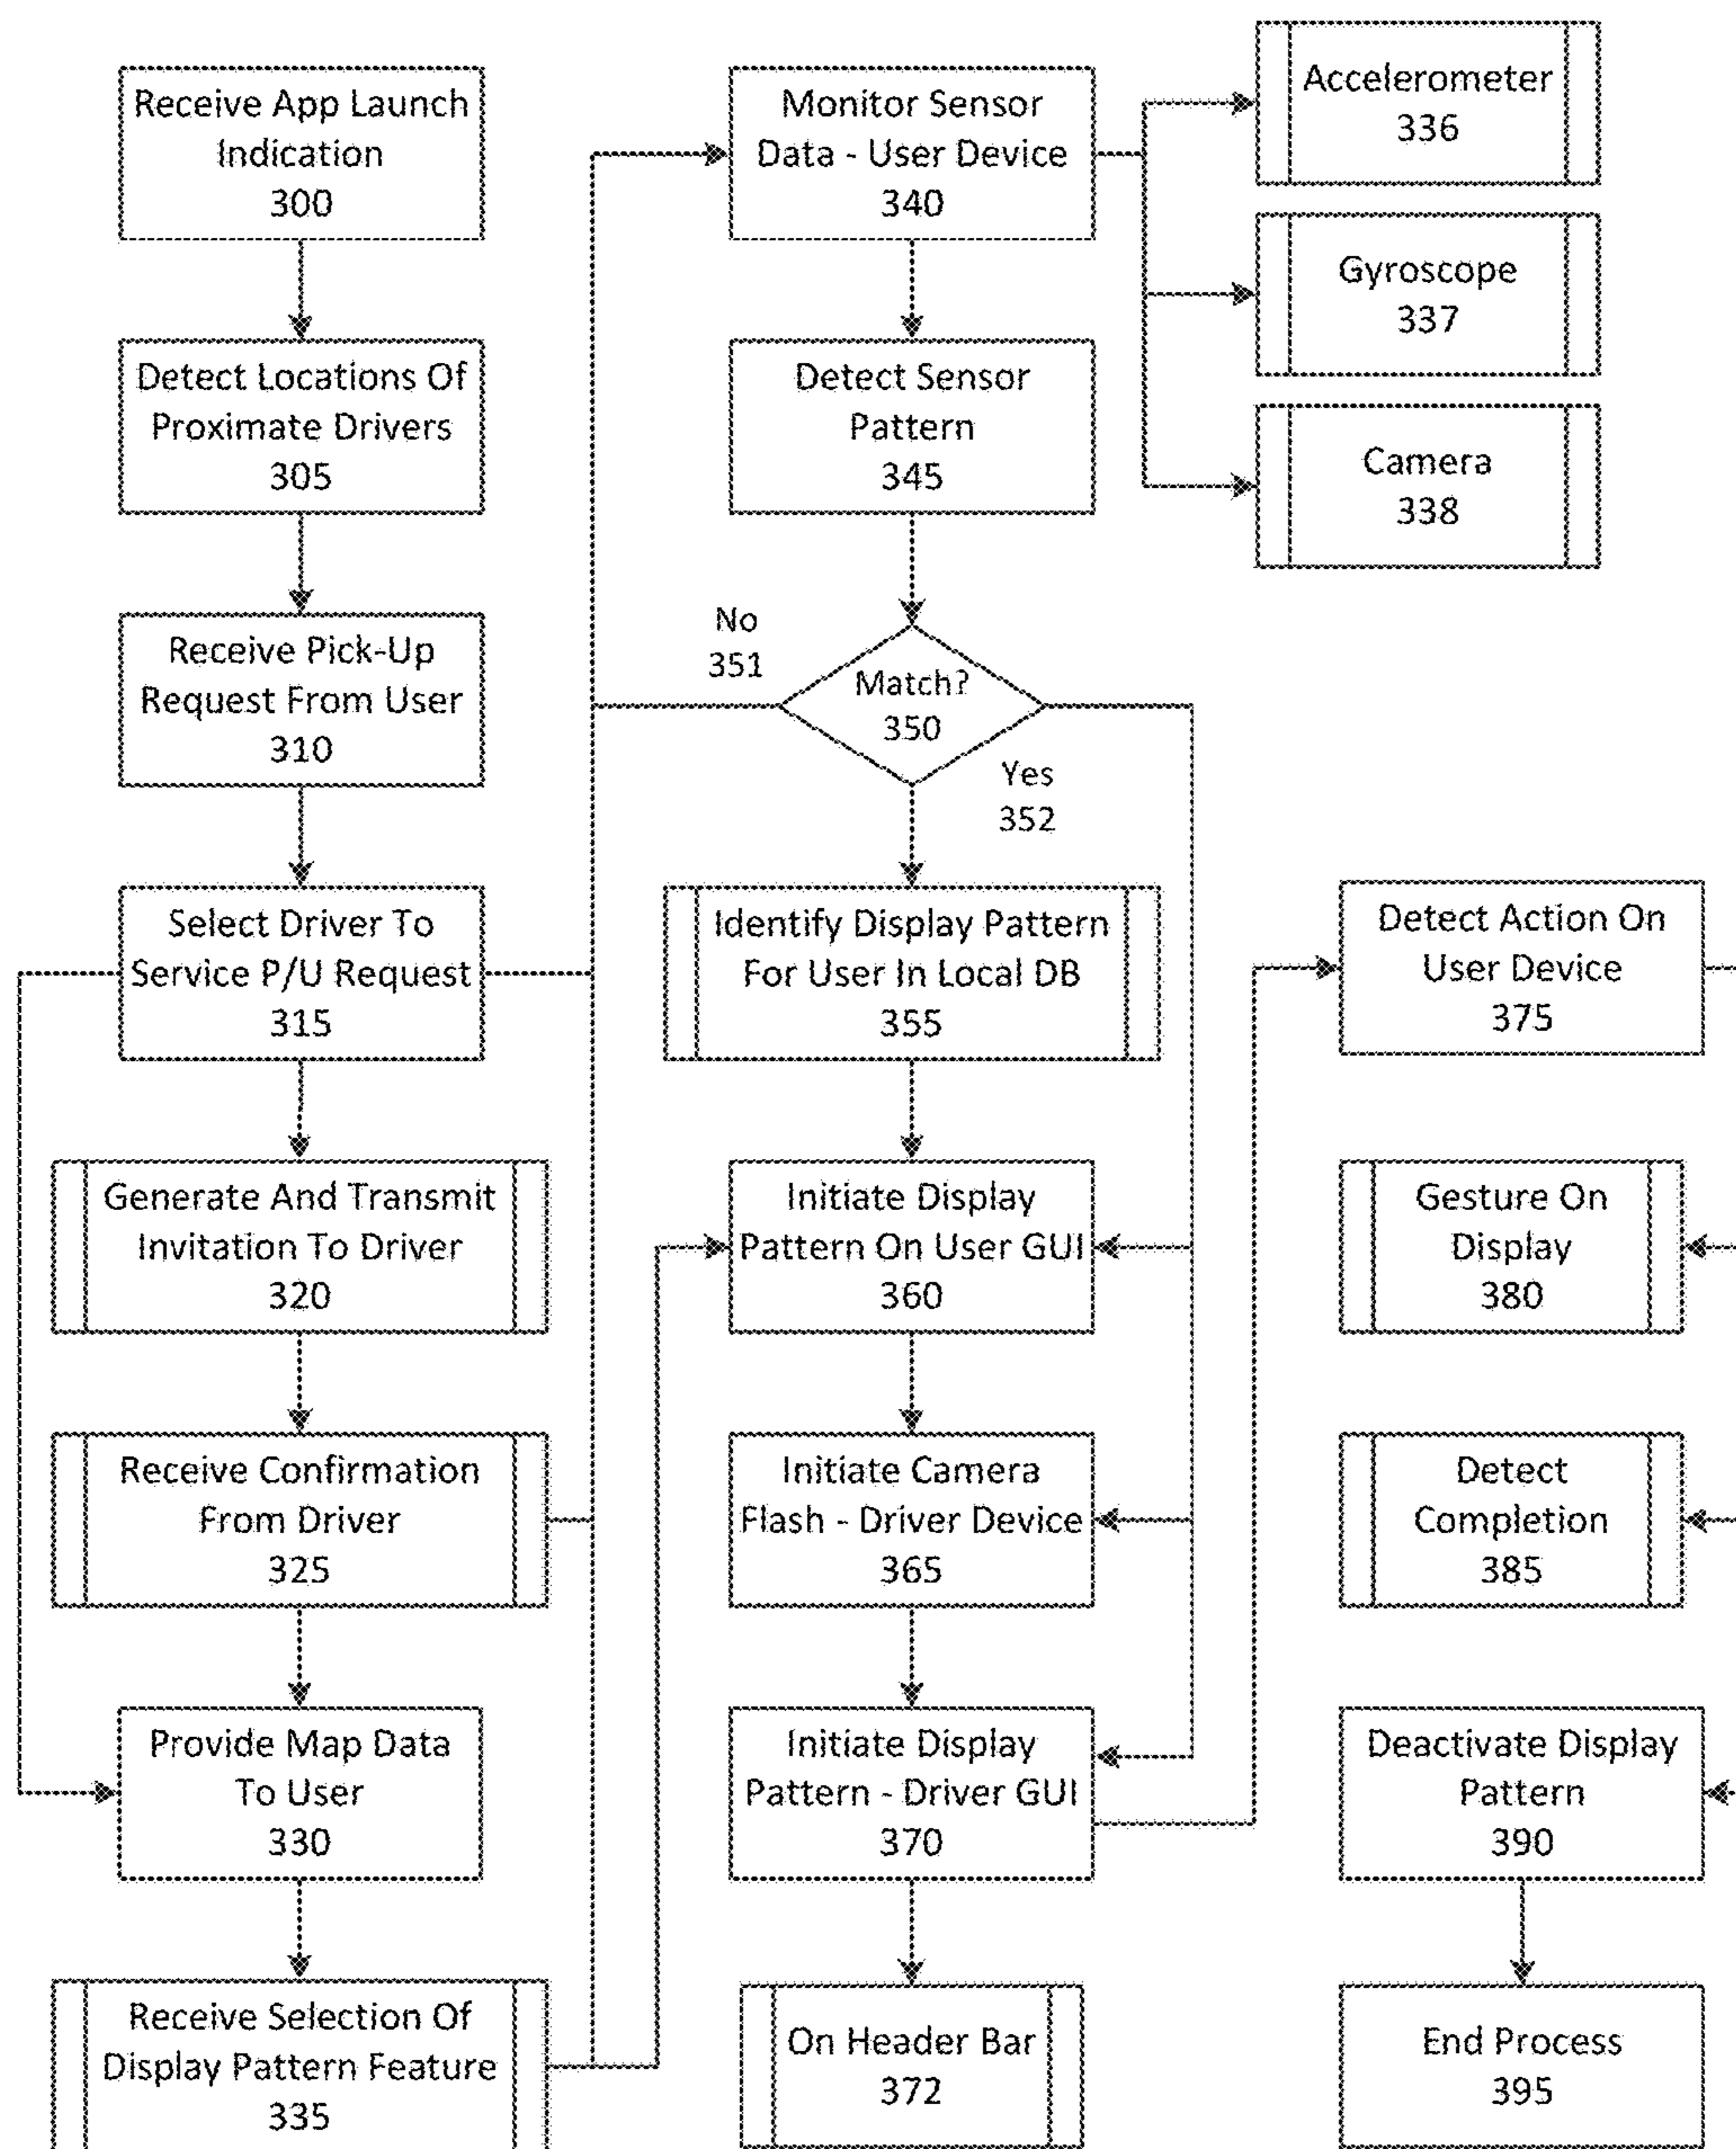 Receive App Launch
Indication
300
Detect Locations Of
Proximate Drivers
305
Receive Pick-Up
Request From User
310
Select Driver To
Service P/U Request
315
Generate And Transmit
Invitation To Driver
320
Receive Confirmation
From Driver
325
Provide Map Data
To User
330
Receive Selection Of
Display Pattern Feature
335
Monitor Sensor
Data - User Device
340
Detect Sensor
Pattern
345
No
351
Match?
350
Yes
352
Identify Display Pattern
For User In Local DB
355
Initiate Display
Pattern On User GUI
360
Initiate Camera
Flash - Driver Device
365
Initiate Display
Pattern - Driver GUI
370
On Header Bar
372
Accelerometer
336
Gyroscope
337
Camera
338
Detect Action On
User Device
375
Gesture On
Display
380
Detect
Completion
385
Deactivate Display
Pattern
390
End Process
395